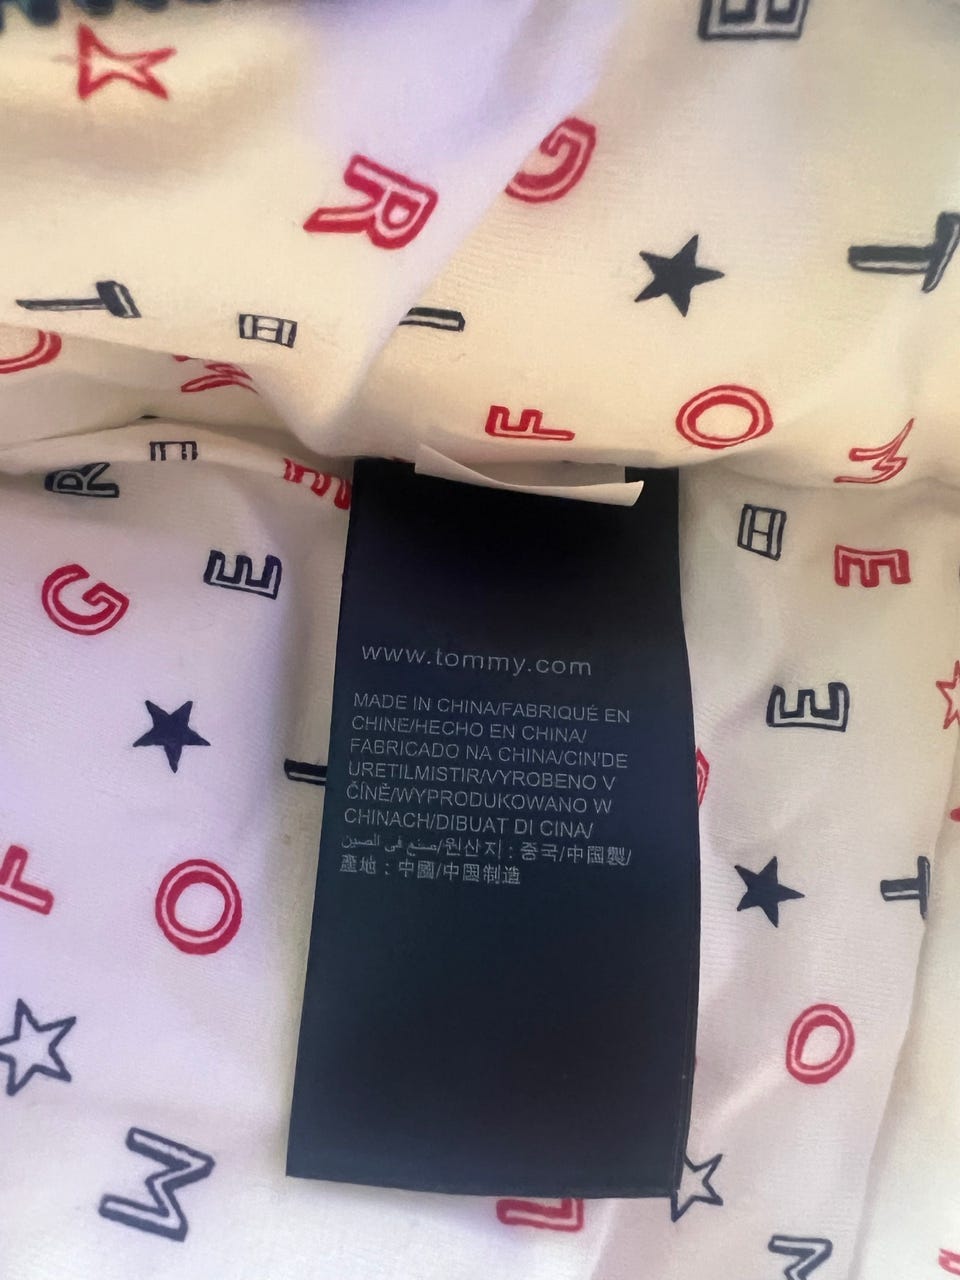 www.tommy.com
MADE IN CHINA/FABRIQUÉ EN
CHINE/HECHO EN CHINA/
FABRICADO NA CHINA/CIN'DE
URETILMISTIR/VYROBENO V
ČÍNĚ/WYPRODUKOWANO W
CHINACH/DIBUAT DI CINA/
صنع في الصين/원산지 : 중국/中国製/
產地 : 中國/中国制造